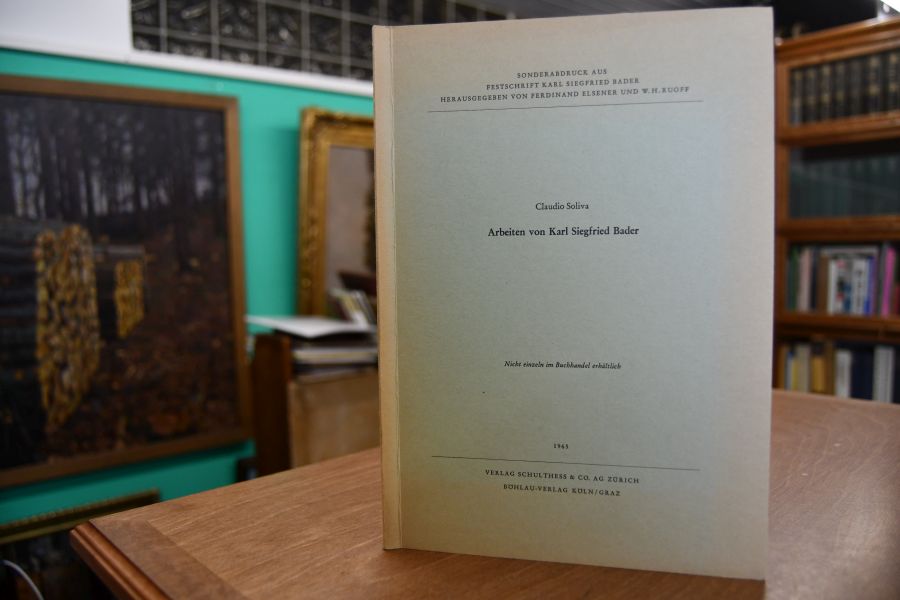 SONDERABDRUCK AUS
FESTSCHRIFT KARL SIEGFRIED BADER
HERAUSGEGEBEN VON FERDINAND ELSENER UND W. H. RUOFF
Claudio Soliva
Arbeiten von Karl Siegfried Bader
Nicht einzeln im Buchhandel erhältlich
1965
VERLAG SCHULTHESS & CO. AG ZÜRICH
BÖHLAU-VERLAG KÖLN/GRAZ